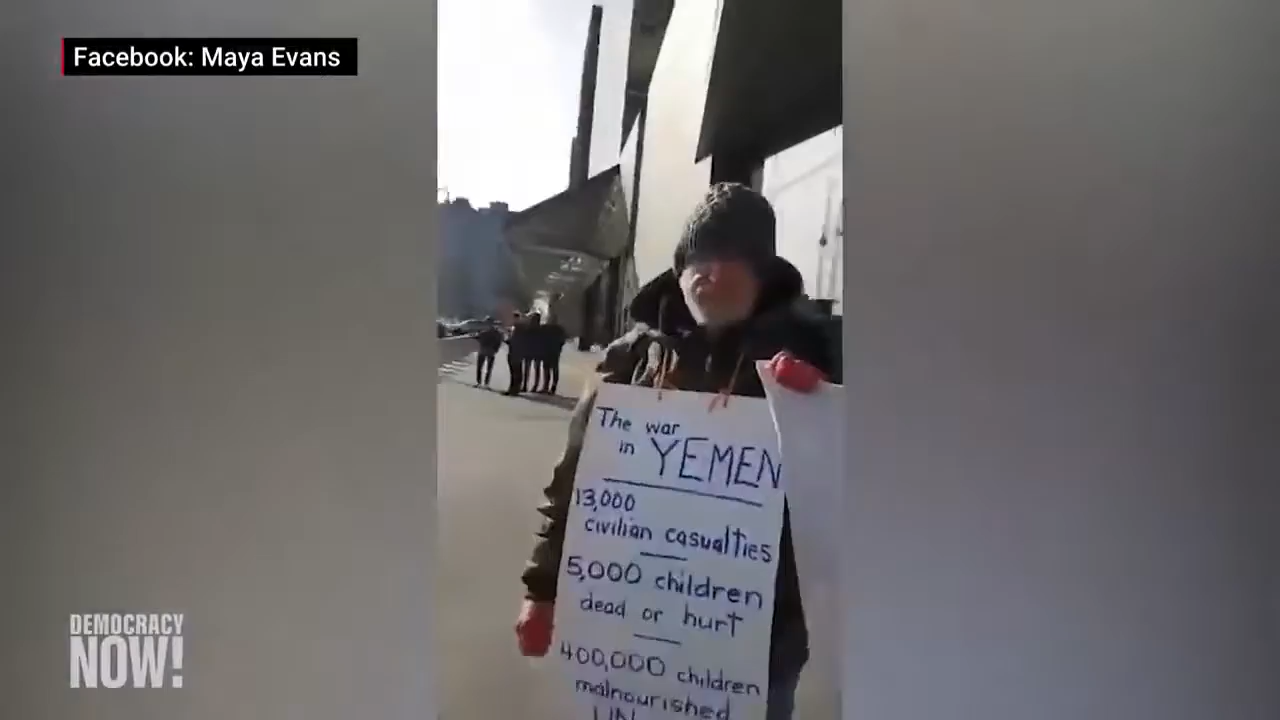 Facebook: Maya Evans
The war
in YEMEN
13,000
civilian casualties
5,000 children
dead or hurt
400,000 children
malnourished
UN
DEMOCRACY
NOW!